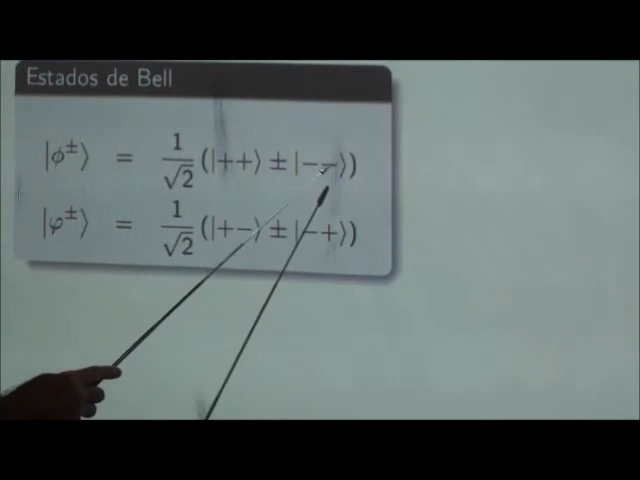 Estados de Bell
|ϕ±⟩ = 1/√2 (|++⟩ ± |−−⟩)
|φ±⟩ = 1/√2 (|+−⟩ ± |−+⟩)